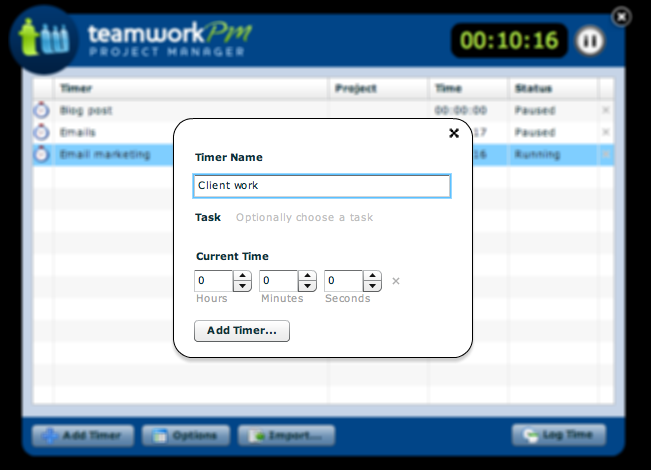 teamworkPm
PROJECT MANAGER
00:10:16
Timer Project Time Status
Blog post 00:00:00 Paused
Emails 17 Paused
Email marketing 16 Running
Timer Name
Client work
Task Optionally choose a task
Current Time
0 0 0
Hours Minutes Seconds
Add Timer...
Add Timer Options Import... Log Time